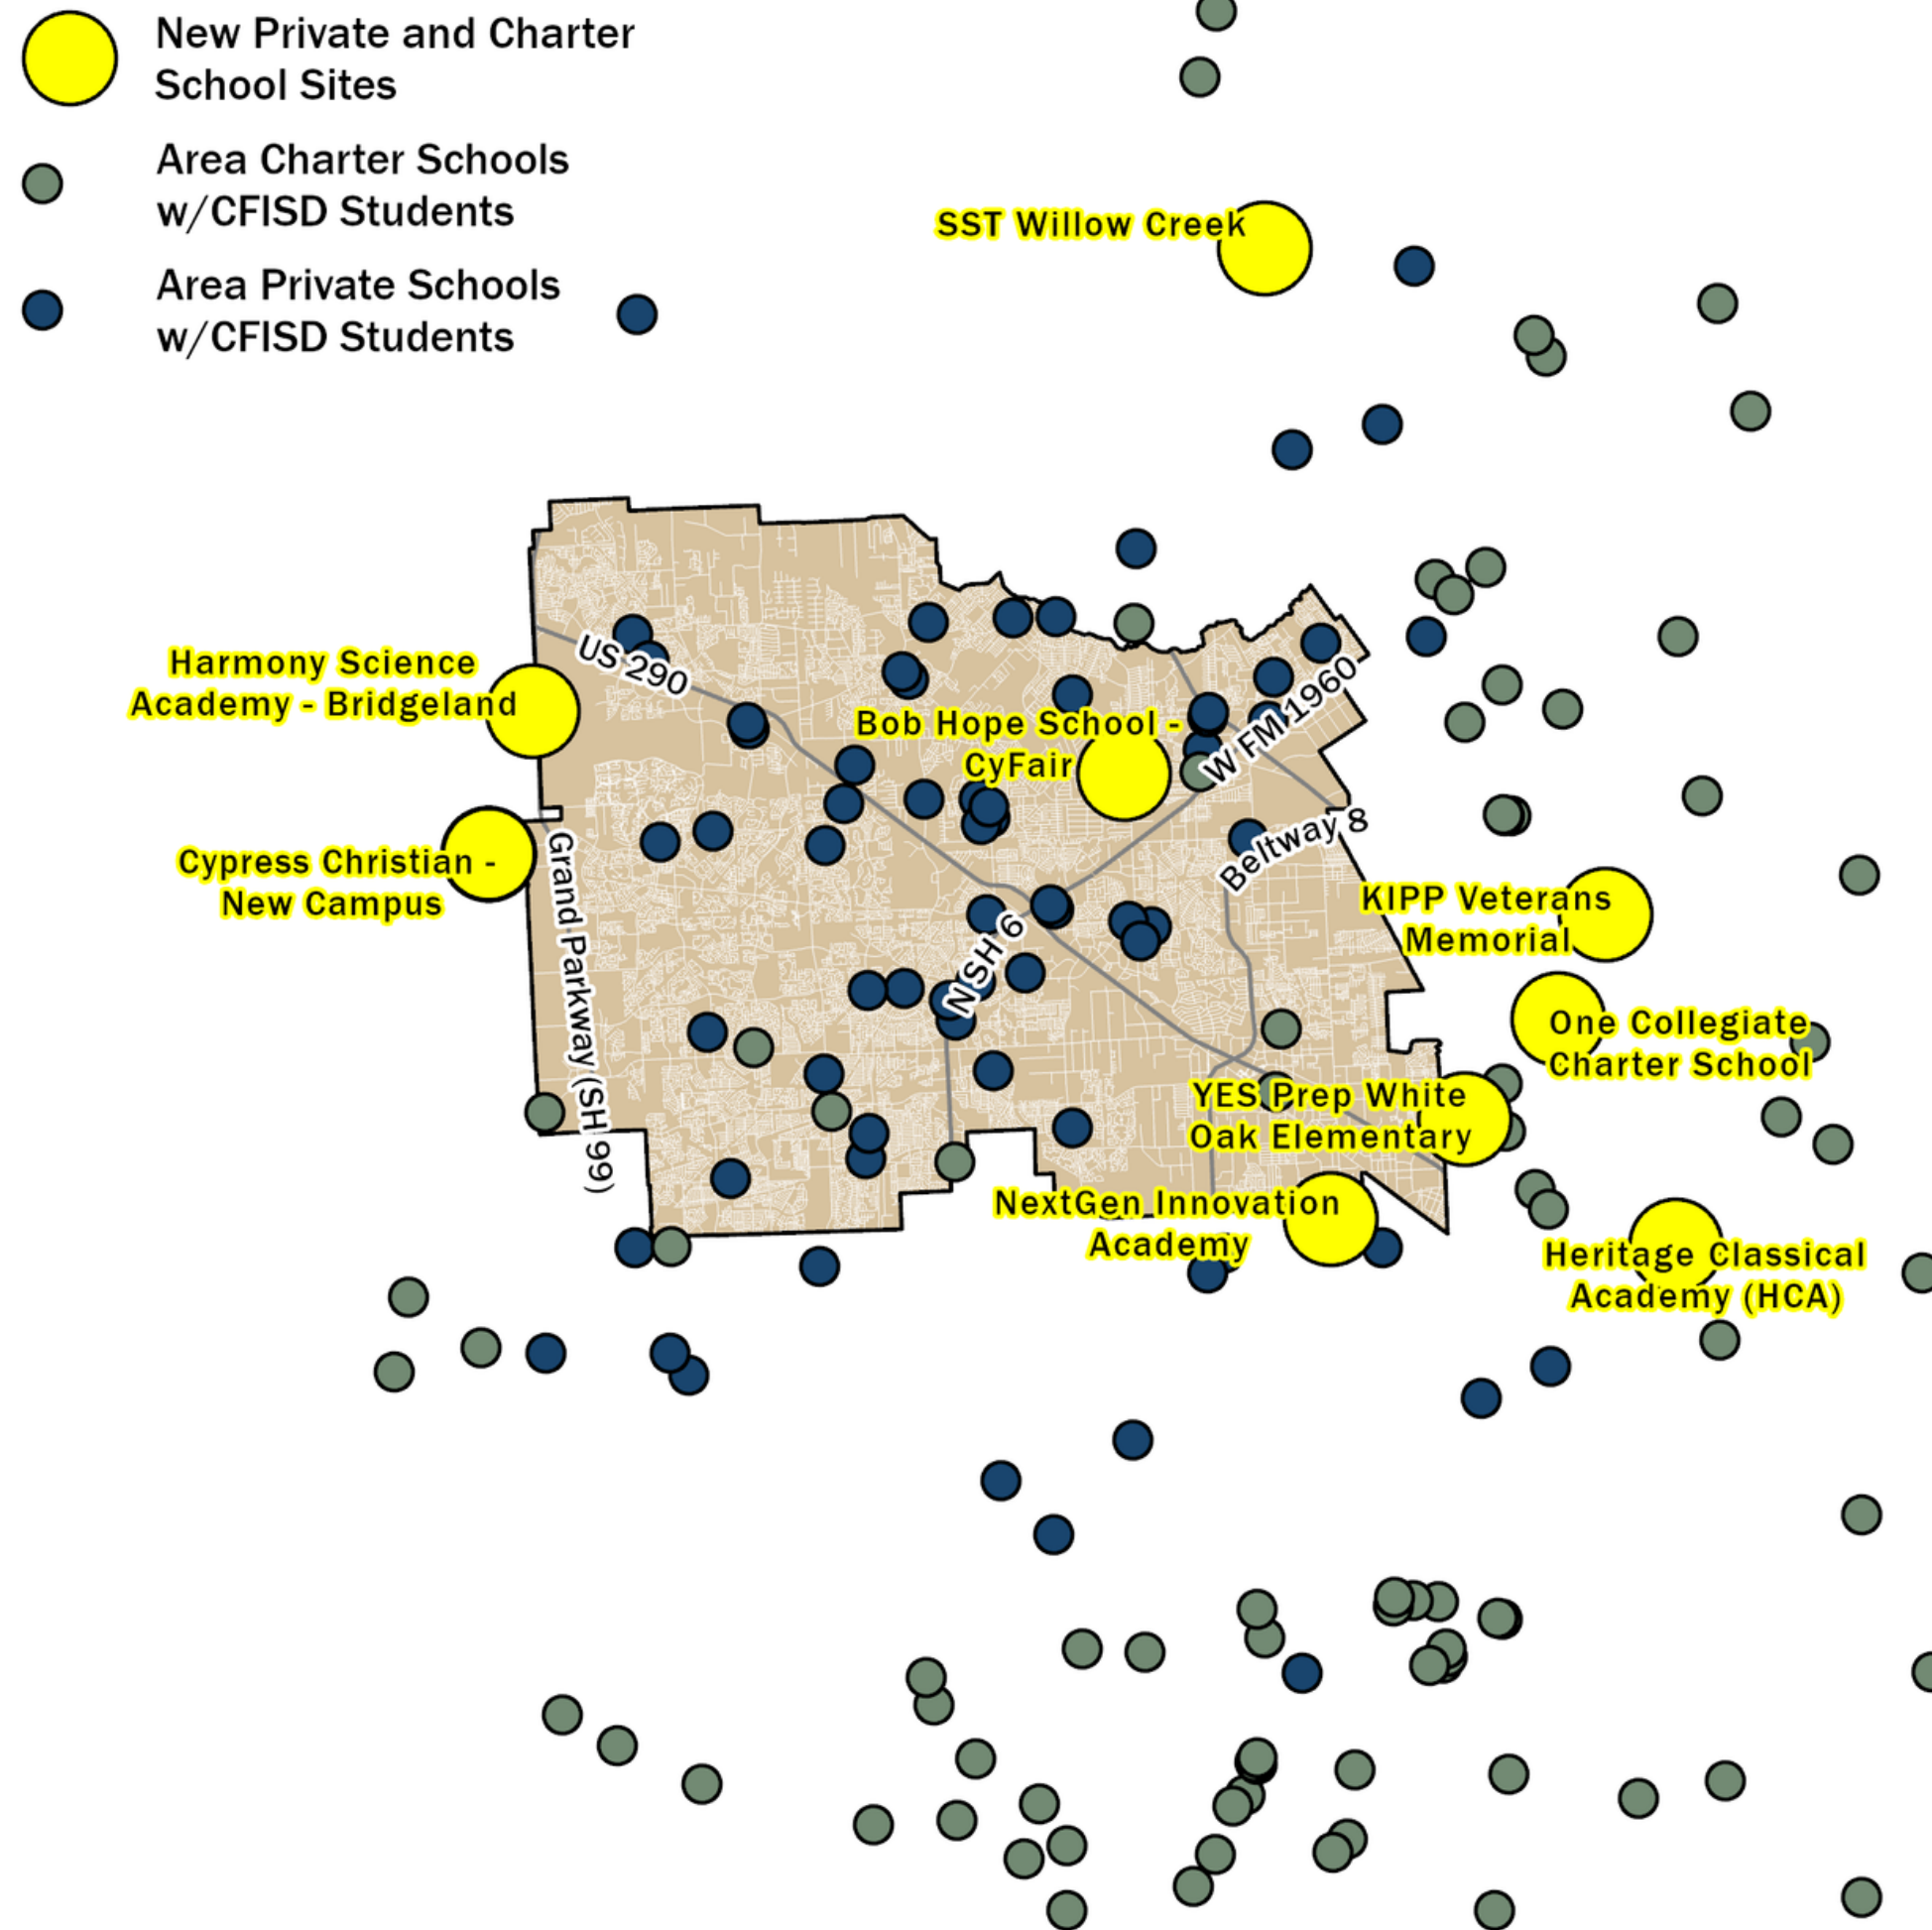 New Private and Charter
School Sites
Area Charter Schools
w/CFISD Students
Area Private Schools
w/CFISD Students
SST Willow Creek
US 290
Harmony Science
Academy - Bridgeland
Bob Hope School -
CyFair
W FM 1960
Beltway 8
Cypress Christian -
New Campus
Grand Parkway (SH 99)
KIPP Veterans
Memorial
N SH 6
One Collegiate
Charter School
YES Prep White
Oak Elementary
NextGen Innovation
Academy
Heritage Classical
Academy (HCA)